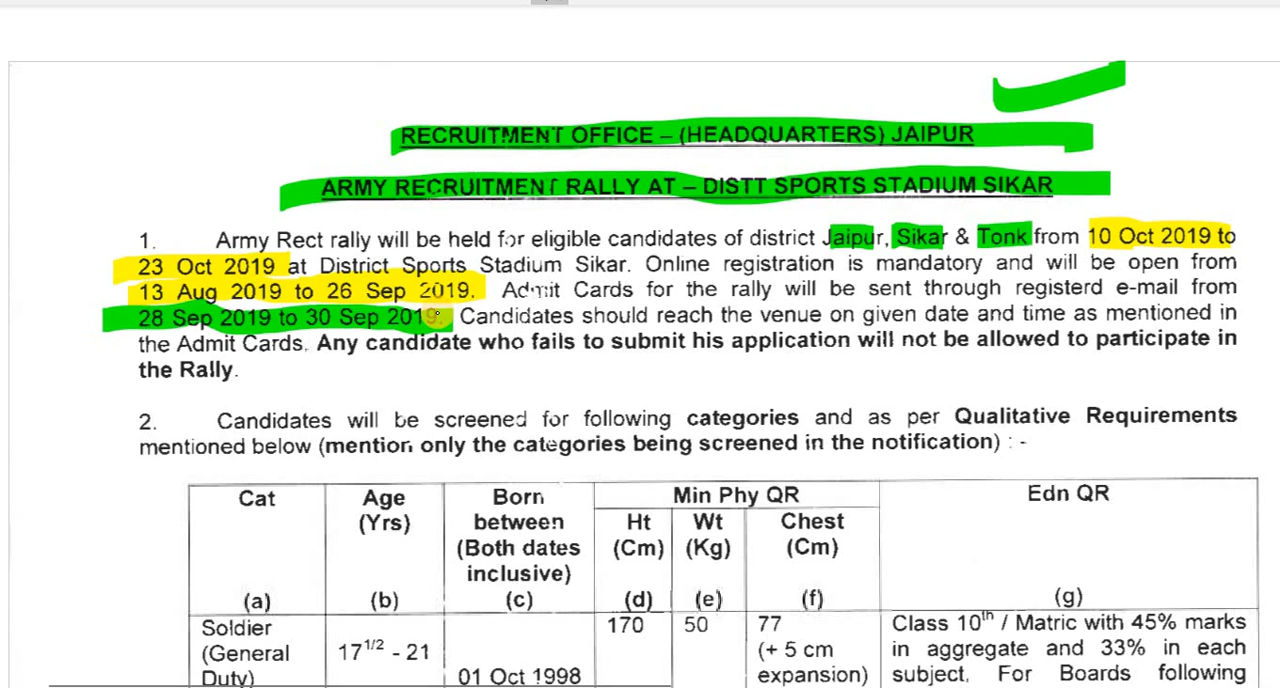 RECRUITMENT OFFICE – (HEADQUARTERS) JAIPUR
ARMY RECRUITMENT RALLY AT – DISTT SPORTS STADIUM SIKAR
1. Army Rect rally will be held for eligible candidates of district Jaipur, Sikar & Tonk from 10 Oct 2019 to
23 Oct 2019 at District Sports Stadium Sikar. Online registration is mandatory and will be open from
13 Aug 2019 to 26 Sep 2019. Admit Cards for the rally will be sent through registerd e-mail from
28 Sep 2019 to 30 Sep 2019. Candidates should reach the venue on given date and time as mentioned in
the Admit Cards. Any candidate who fails to submit his application will not be allowed to participate in
the Rally.
2. Candidates will be screened for following categories and as per Qualitative Requirements
mentioned below (mention only the categories being screened in the notification) : -
Cat Age Born Min Phy QR Edn QR
(Yrs) between Ht Wt Chest
(Both dates (Cm) (Kg) (Cm)
inclusive)
(a) (b) (c) (d) (e) (f) (g)
Soldier 170 50 77 Class 10th / Matric with 45% marks
(General 17 1/2 - 21 (+ 5 cm in aggregate and 33% in each
Duty) 01 Oct 1998 expansion) subject, For Boards following